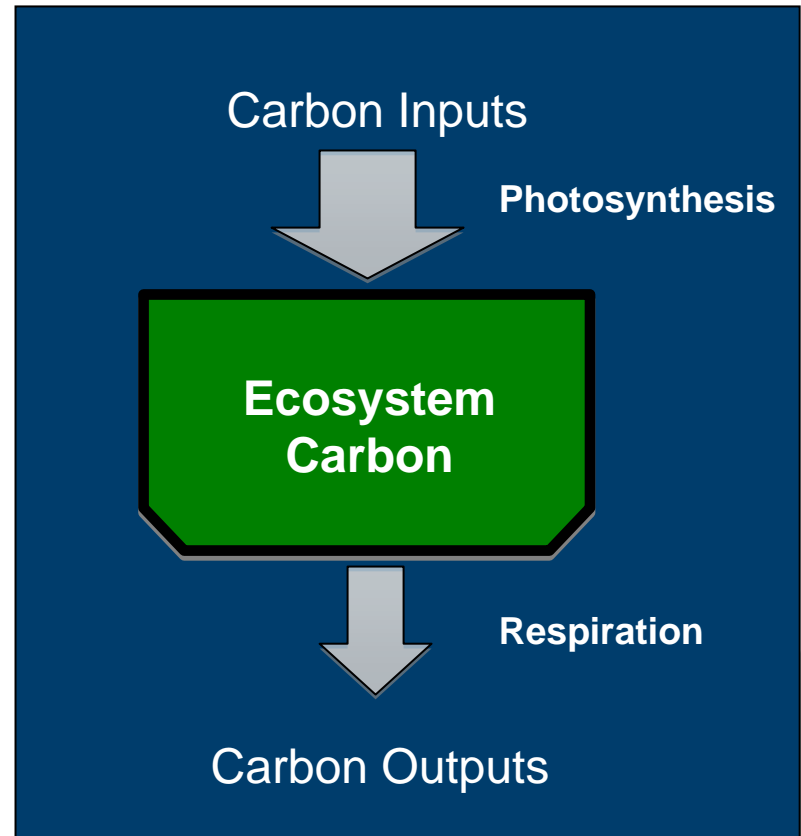 Carbon Inputs
Photosynthesis
Ecosystem
Carbon
Respiration
Carbon Outputs